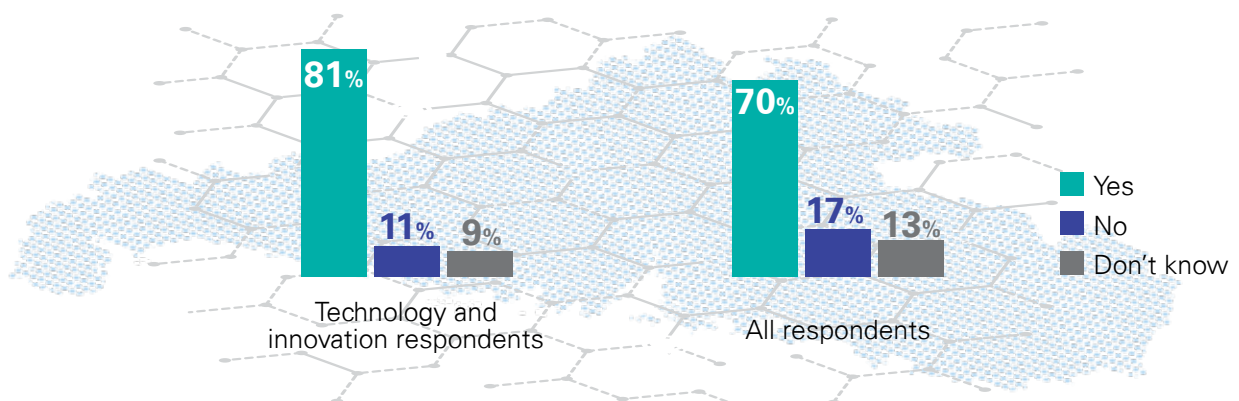 81%
11%
9%
Technology and
innovation respondents
70%
17%
13%
All respondents
Yes
No
Don't know